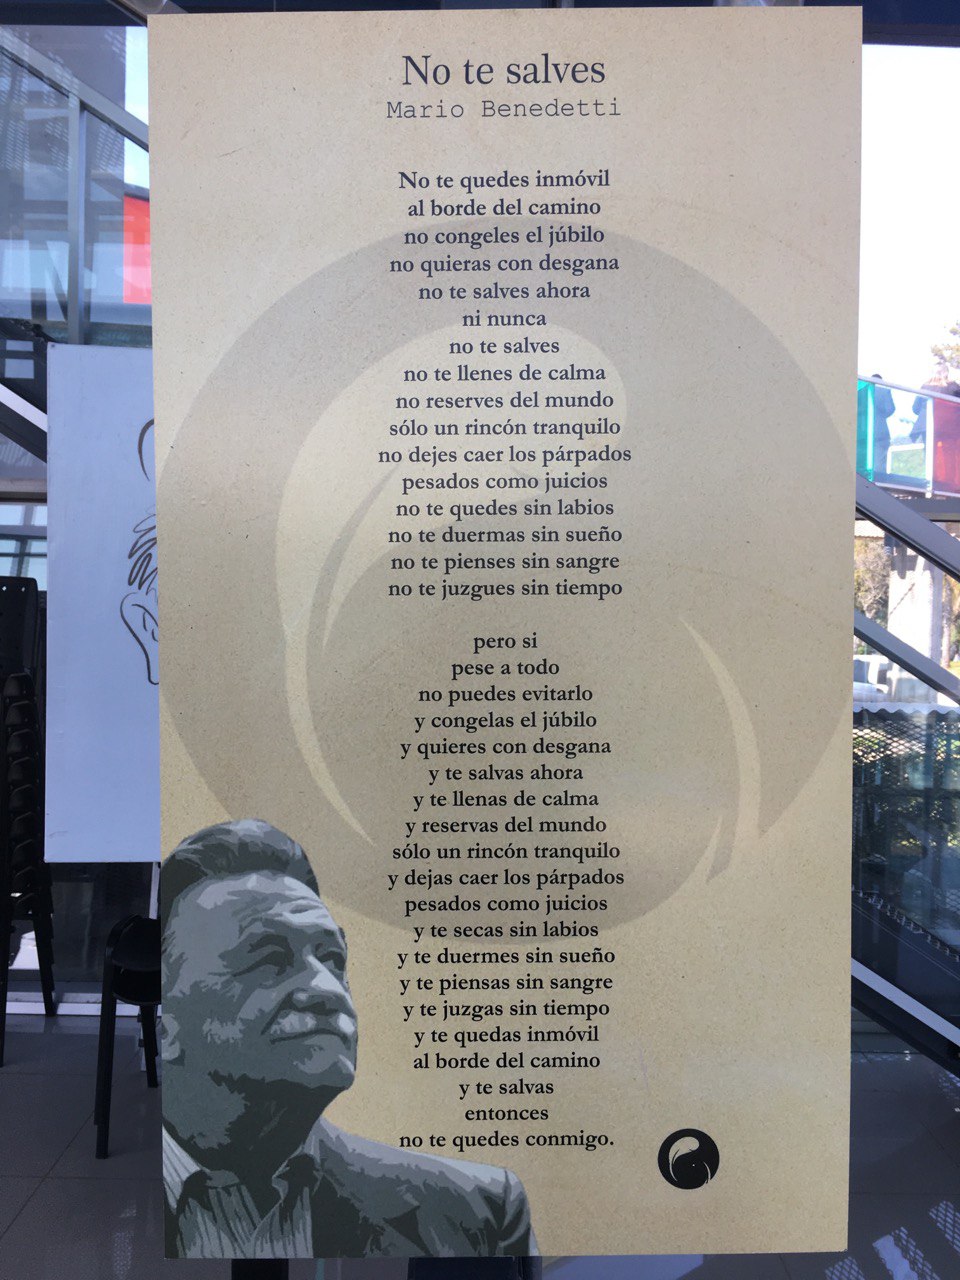 No te salves
Mario Benedetti
No te quedes inmóvil
al borde del camino
no congeles el júbilo
no quieras con desgana
no te salves ahora
ni nunca
no te salves
no te llenes de calma
no reserves del mundo
sólo un rincón tranquilo
no dejes caer los párpados
pesados como juicios
no te quedes sin labios
no te duermas sin sueño
no te pienses sin sangre
no te juzgues sin tiempo
pero si
pese a todo
no puedes evitarlo
y congelas el júbilo
y quieres con desgana
y te salvas ahora
y te llenas de calma
y reservas del mundo
sólo un rincón tranquilo
y dejas caer los párpados
pesados como juicios
y te secas sin labios
y te duermes sin sueño
y te piensas sin sangre
y te juzgas sin tiempo
y te quedas inmóvil
al borde del camino
y te salvas
entonces
no te quedes conmigo.